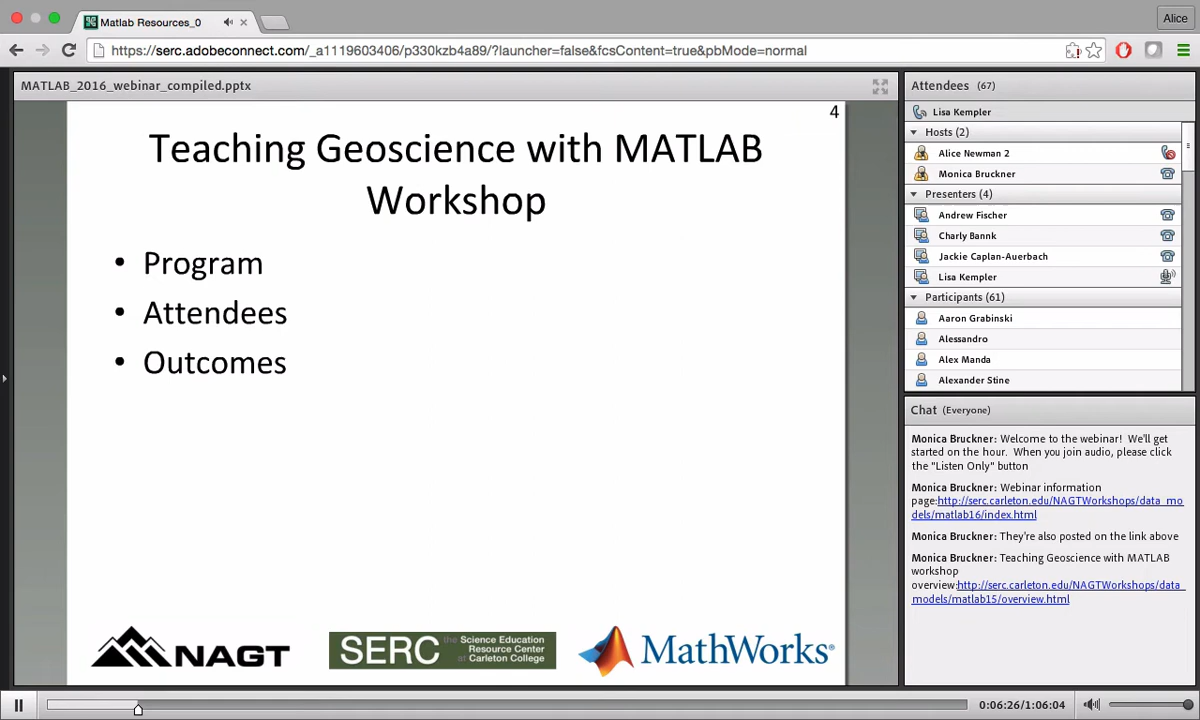 Matlab Resources_0
Alice
https://serc.adobeconnect.com/_a1119603406/p330kzb4a89/?launcher=false&fcsContent=true&pbMode=normal
MATLAB_2016_webinar_compiled.pptx
4
Teaching Geoscience with MATLAB
Workshop
• Program
• Attendees
• Outcomes
NAGT
SERC the Science Education
Resource Center
at Carleton College
MathWorks®
Attendees (67)
Lisa Kempler
Hosts (2)
Alice Newman 2
Monica Bruckner
Presenters (4)
Andrew Fischer
Charly Bannk
Jackie Caplan-Auerbach
Lisa Kempler
Participants (61)
Aaron Grabinski
Alessandro
Alex Manda
Alexander Stine
Chat (Everyone)
Monica Bruckner: Welcome to the webinar! We'll get
started on the hour. When you join audio, please click
the "Listen Only" button
Monica Bruckner: Webinar information
page:http://serc.carleton.edu/NAGTWorkshops/data_mo
dels/matlab16/index.html
Monica Bruckner: They're also posted on the link above
Monica Bruckner: Teaching Geoscience with MATLAB
workshop
overview:http://serc.carleton.edu/NAGTWorkshops/data_
models/matlab15/overview.html
0:06:26/1:06:04